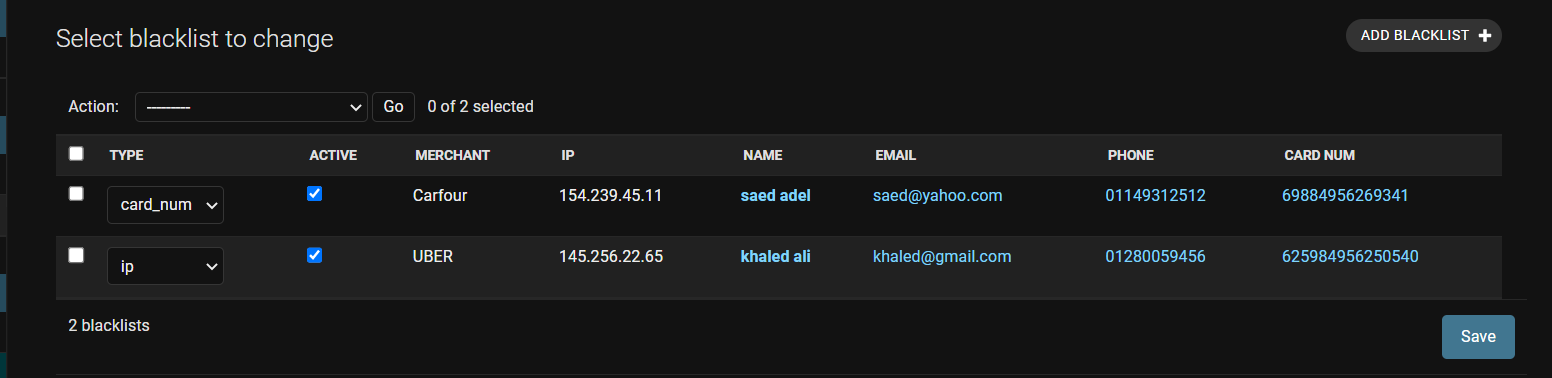 Select blacklist to change
ADD BLACKLIST +
Action: --------- Go 0 of 2 selected
TYPE ACTIVE MERCHANT IP NAME EMAIL PHONE CARD NUM
card_num Carfour 154.239.45.11 saed adel saed@yahoo.com 01149312512 69884956269341
ip UBER 145.256.22.65 khaled ali khaled@gmail.com 01280059456 625984956250540
2 blacklists
Save